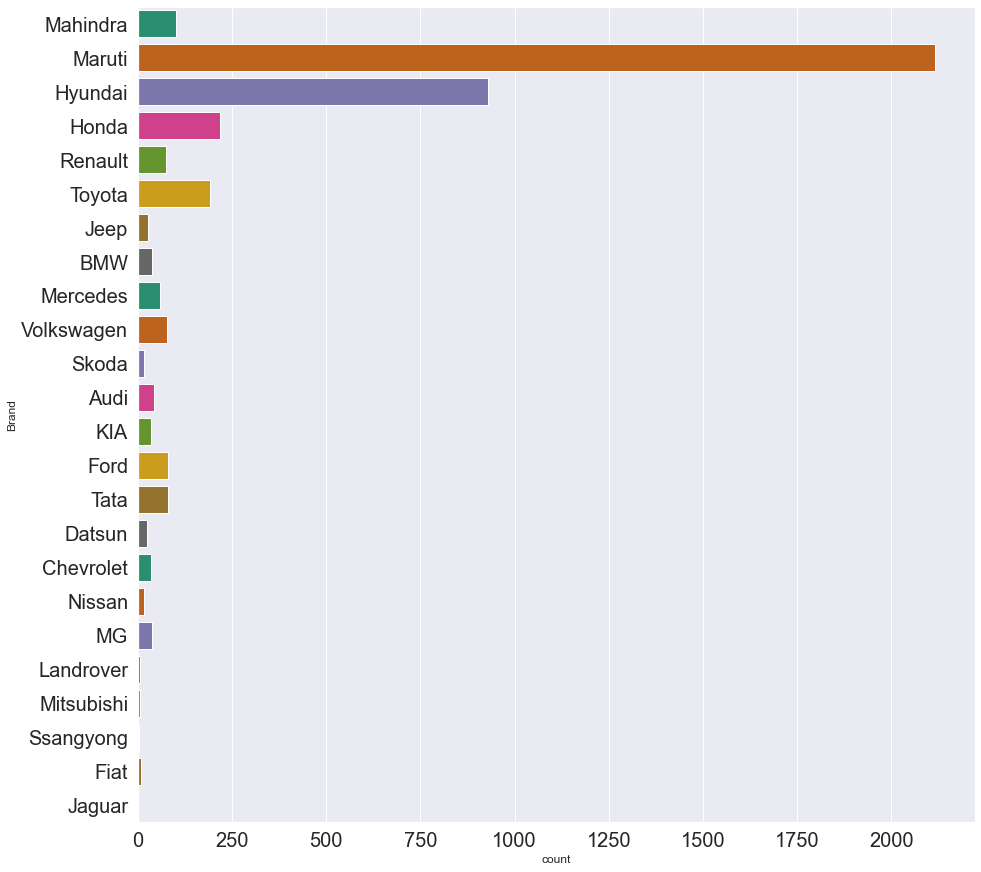 Mahindra
Maruti
Hyundai
Honda
Renault
Toyota
Jeep
BMW
Mercedes
Volkswagen
Skoda
Audi
KIA
Ford
Tata
Datsun
Chevrolet
Nissan
MG
Landrover
Mitsubishi
Ssangyong
Fiat
Jaguar
Brand
0 250 500 750 1000 1250 1500 1750 2000
count